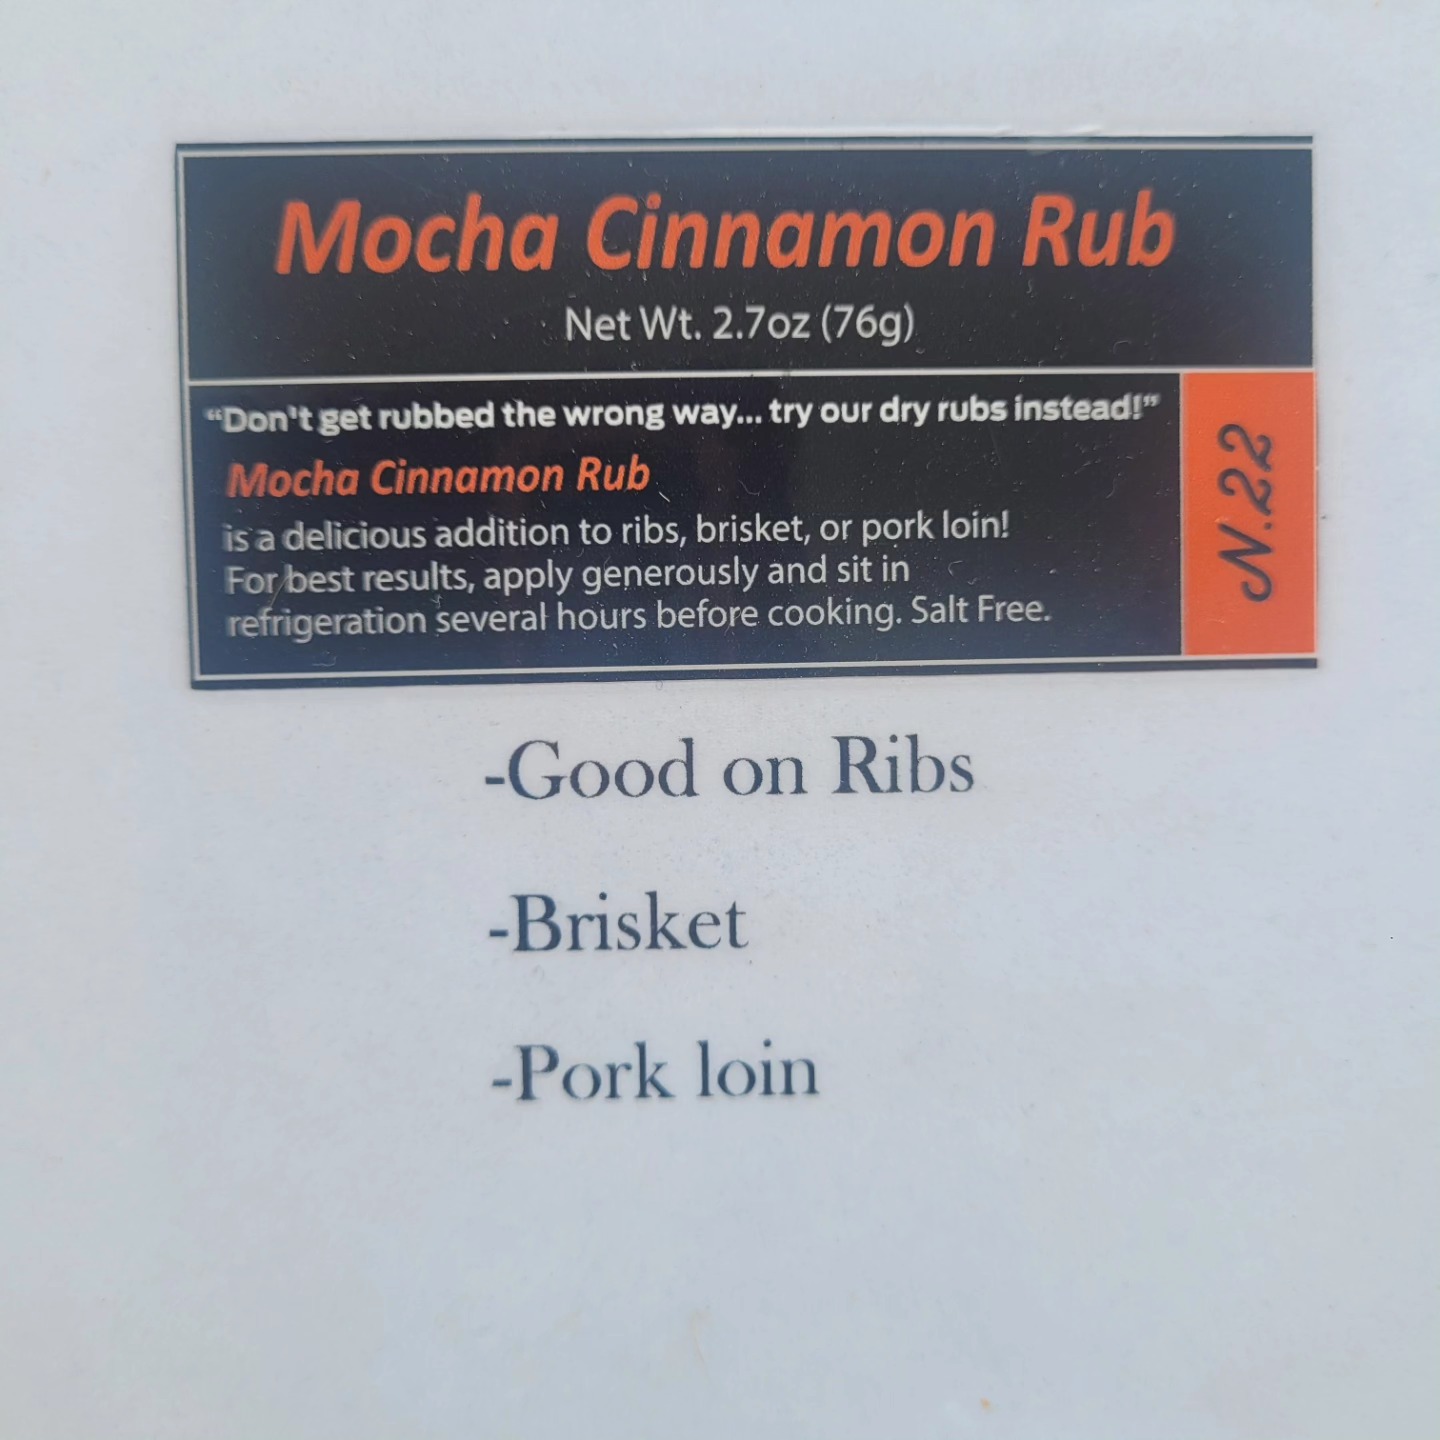 Mocha Cinnamon Rub
Net Wt. 2.7oz (76g)
“Don't get rubbed the wrong way... try our dry rubs instead!”
Mocha Cinnamon Rub
is a delicious addition to ribs, brisket, or pork loin!
For best results, apply generously and sit in
refrigeration several hours before cooking. Salt Free.
N.22
-Good on Ribs
-Brisket
-Pork loin